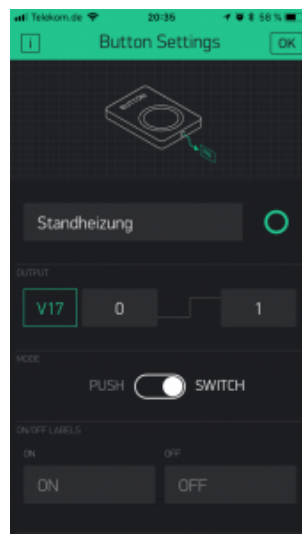 Telekom.de 20:35 58 %
i Button Settings OK
BUTTON
Standheizung
OUTPUT
V17 0 1
MODE
PUSH SWITCH
ON/OFF LABELS
ON OFF
ON OFF